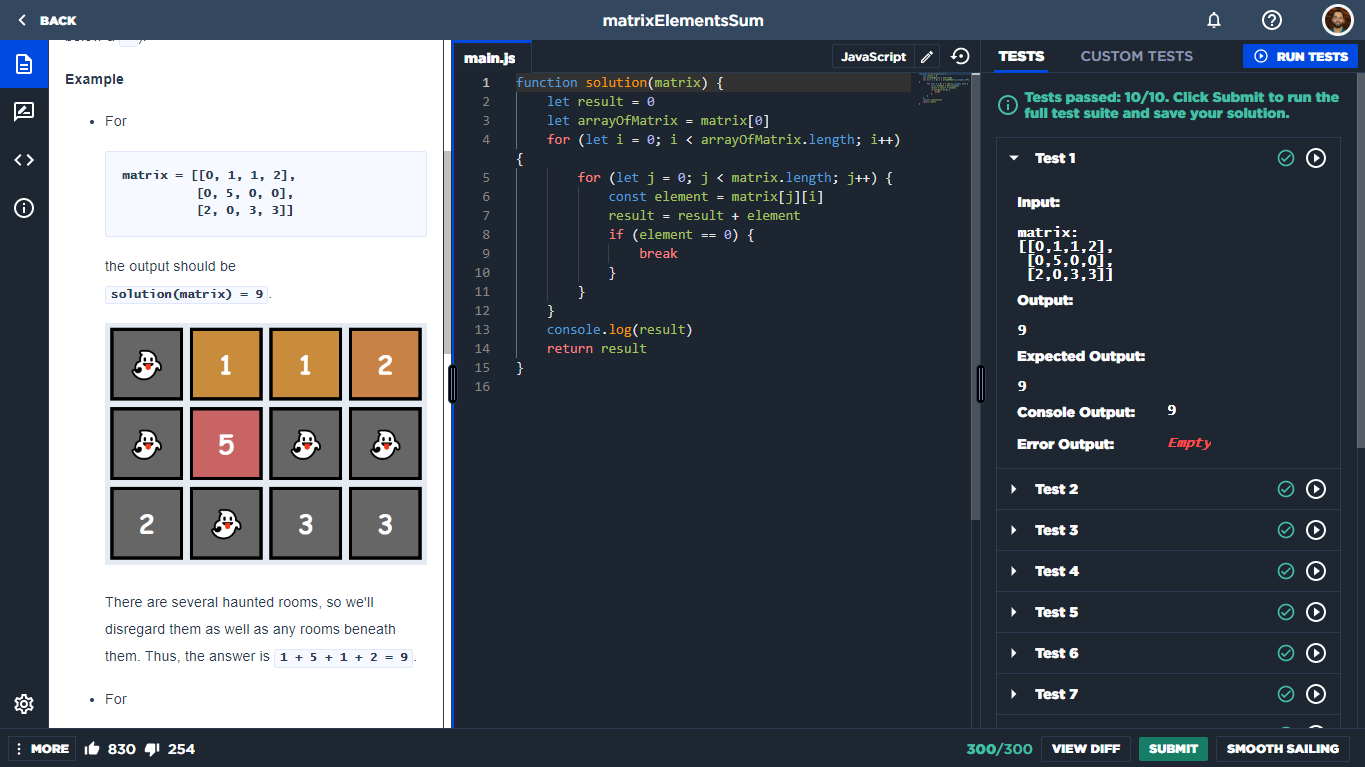 BACK
matrixElementsSum
Example
For
matrix = [[0, 1, 1, 2],
[0, 5, 0, 0],
[2, 0, 3, 3]]
the output should be
solution(matrix) = 9.
1 1 2
5
2 3 3
There are several haunted rooms, so we'll
disregard them as well as any rooms beneath
them. Thus, the answer is 1 + 5 + 1 + 2 = 9.
For
main.js
JavaScript
1 function solution(matrix) {
2 let result = 0
3 let arrayOfMatrix = matrix[0]
4 for (let i = 0; i < arrayOfMatrix.length; i++)
{
5 for (let j = 0; j < matrix.length; j++) {
6 const element = matrix[j][i]
7 result = result + element
8 if (element == 0) {
9 break
10 }
11 }
12 }
13 console.log(result)
14 return result
15 }
16
TESTS
CUSTOM TESTS
RUN TESTS
Tests passed: 10/10. Click Submit to run the
full test suite and save your solution.
Test 1
Input:
matrix:
[[0,1,1,2],
[0,5,0,0],
[2,0,3,3]]
Output:
9
Expected Output:
9
Console Output: 9
Error Output: Empty
Test 2
Test 3
Test 4
Test 5
Test 6
Test 7
MORE
830
254
300/300
VIEW DIFF
SUBMIT
SMOOTH SAILING